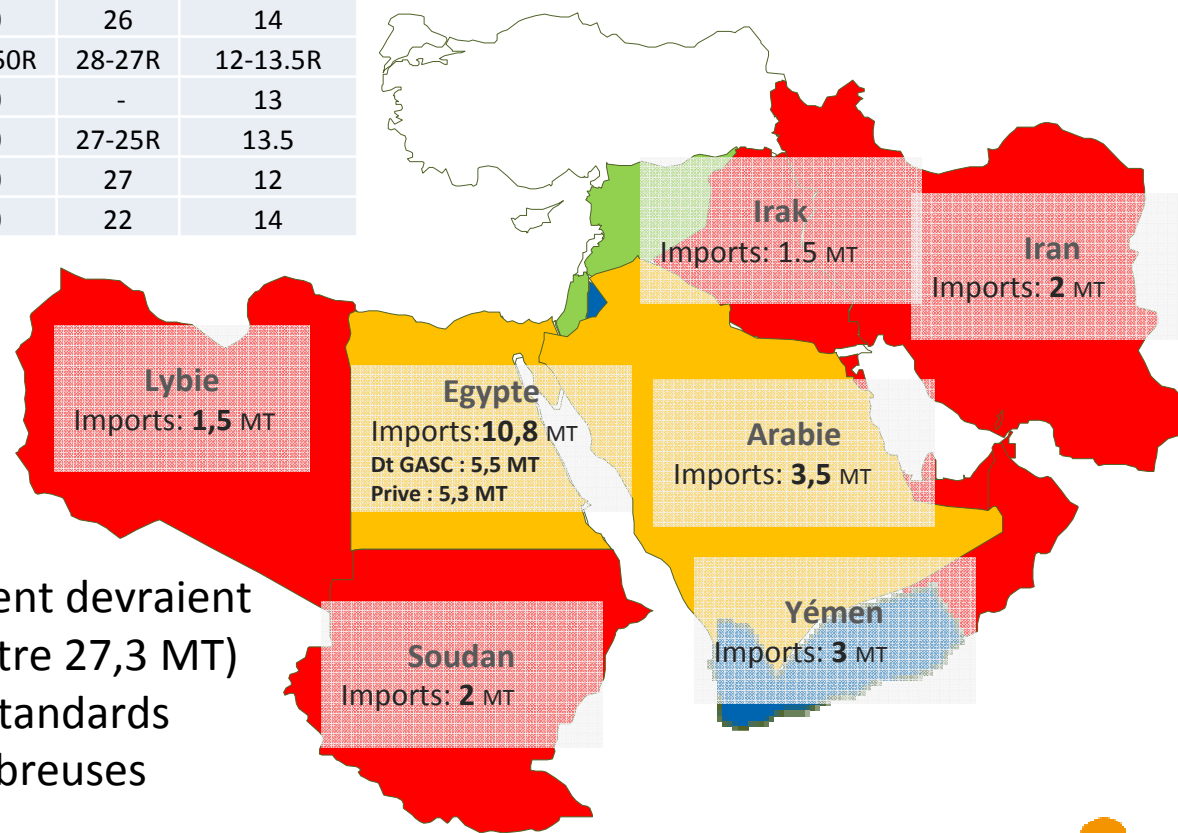 26 14
50R 28-27R 12-13.5R
- 13
27-25R 13.5
27 12
22 14
Irak
Imports: 1.5 MT
Iran
Imports: 2 MT
Lybie
Imports: 1,5 MT
Egypte
Imports:10,8 MT
Dt GASC : 5,5 MT
Prive : 5,3 MT
Arabie
Imports: 3,5 MT
Yémen
Imports: 3 MT
Soudan
Imports: 2 MT
ent devraient
tre 27,3 MT)
tandards
breuses